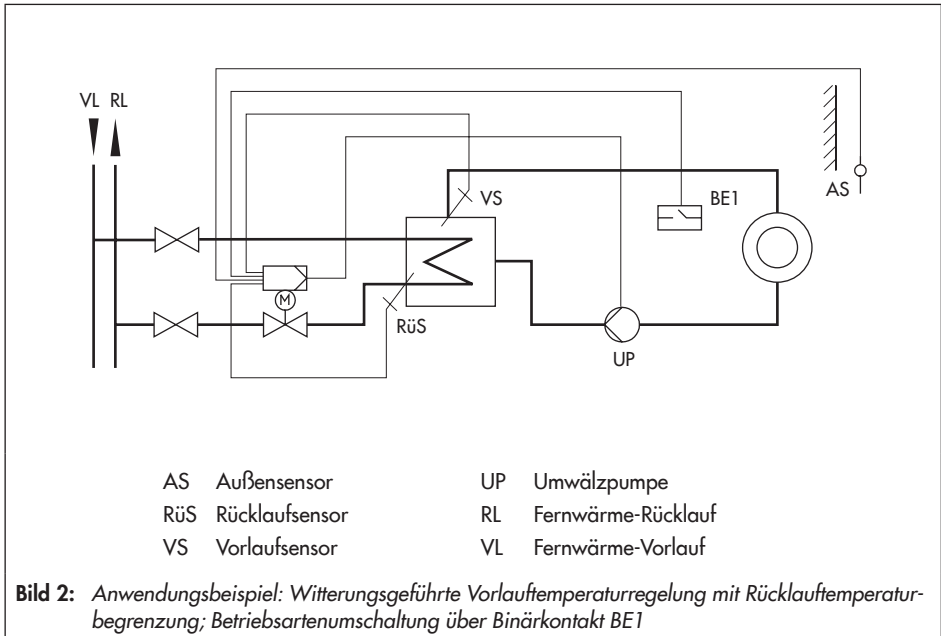 VL RL
AS
VS
BE1
M
RüS
UP
AS Außensensor
UP Umwälzpumpe
RüS Rücklaufsensor
RL Fernwärme-Rücklauf
VS Vorlaufsensor
VL Fernwärme-Vorlauf
Bild 2: Anwendungsbeispiel: Witterungsgeführte Vorlauftemperaturregelung mit Rücklauftemperatur-
begrenzung; Betriebsartenumschaltung über Binärkontakt BE1